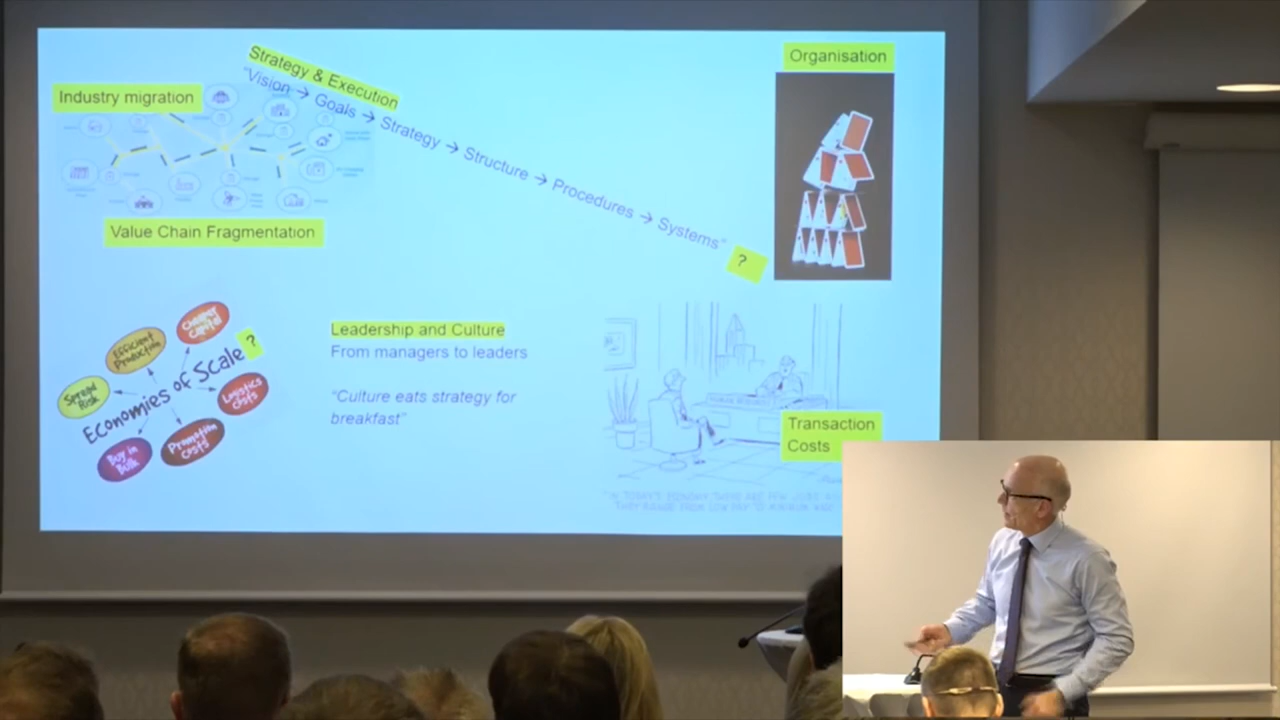 Strategy & Execution
"Vision → Goals → Strategy → Structure → Procedures → Systems"
?
Organisation
Industry migration
Value Chain Fragmentation
Cheaper Capital
Efficient Production
Economies of Scale
?
Spread Risk
Logistics Costs
Promotion Costs
Buy in Bulk
Leadership and Culture
From managers to leaders
"Culture eats strategy for
breakfast"
Transaction
Costs